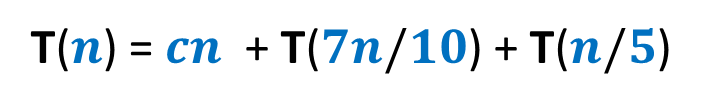 T(n) = cn + T(7n/10) + T(n/5)